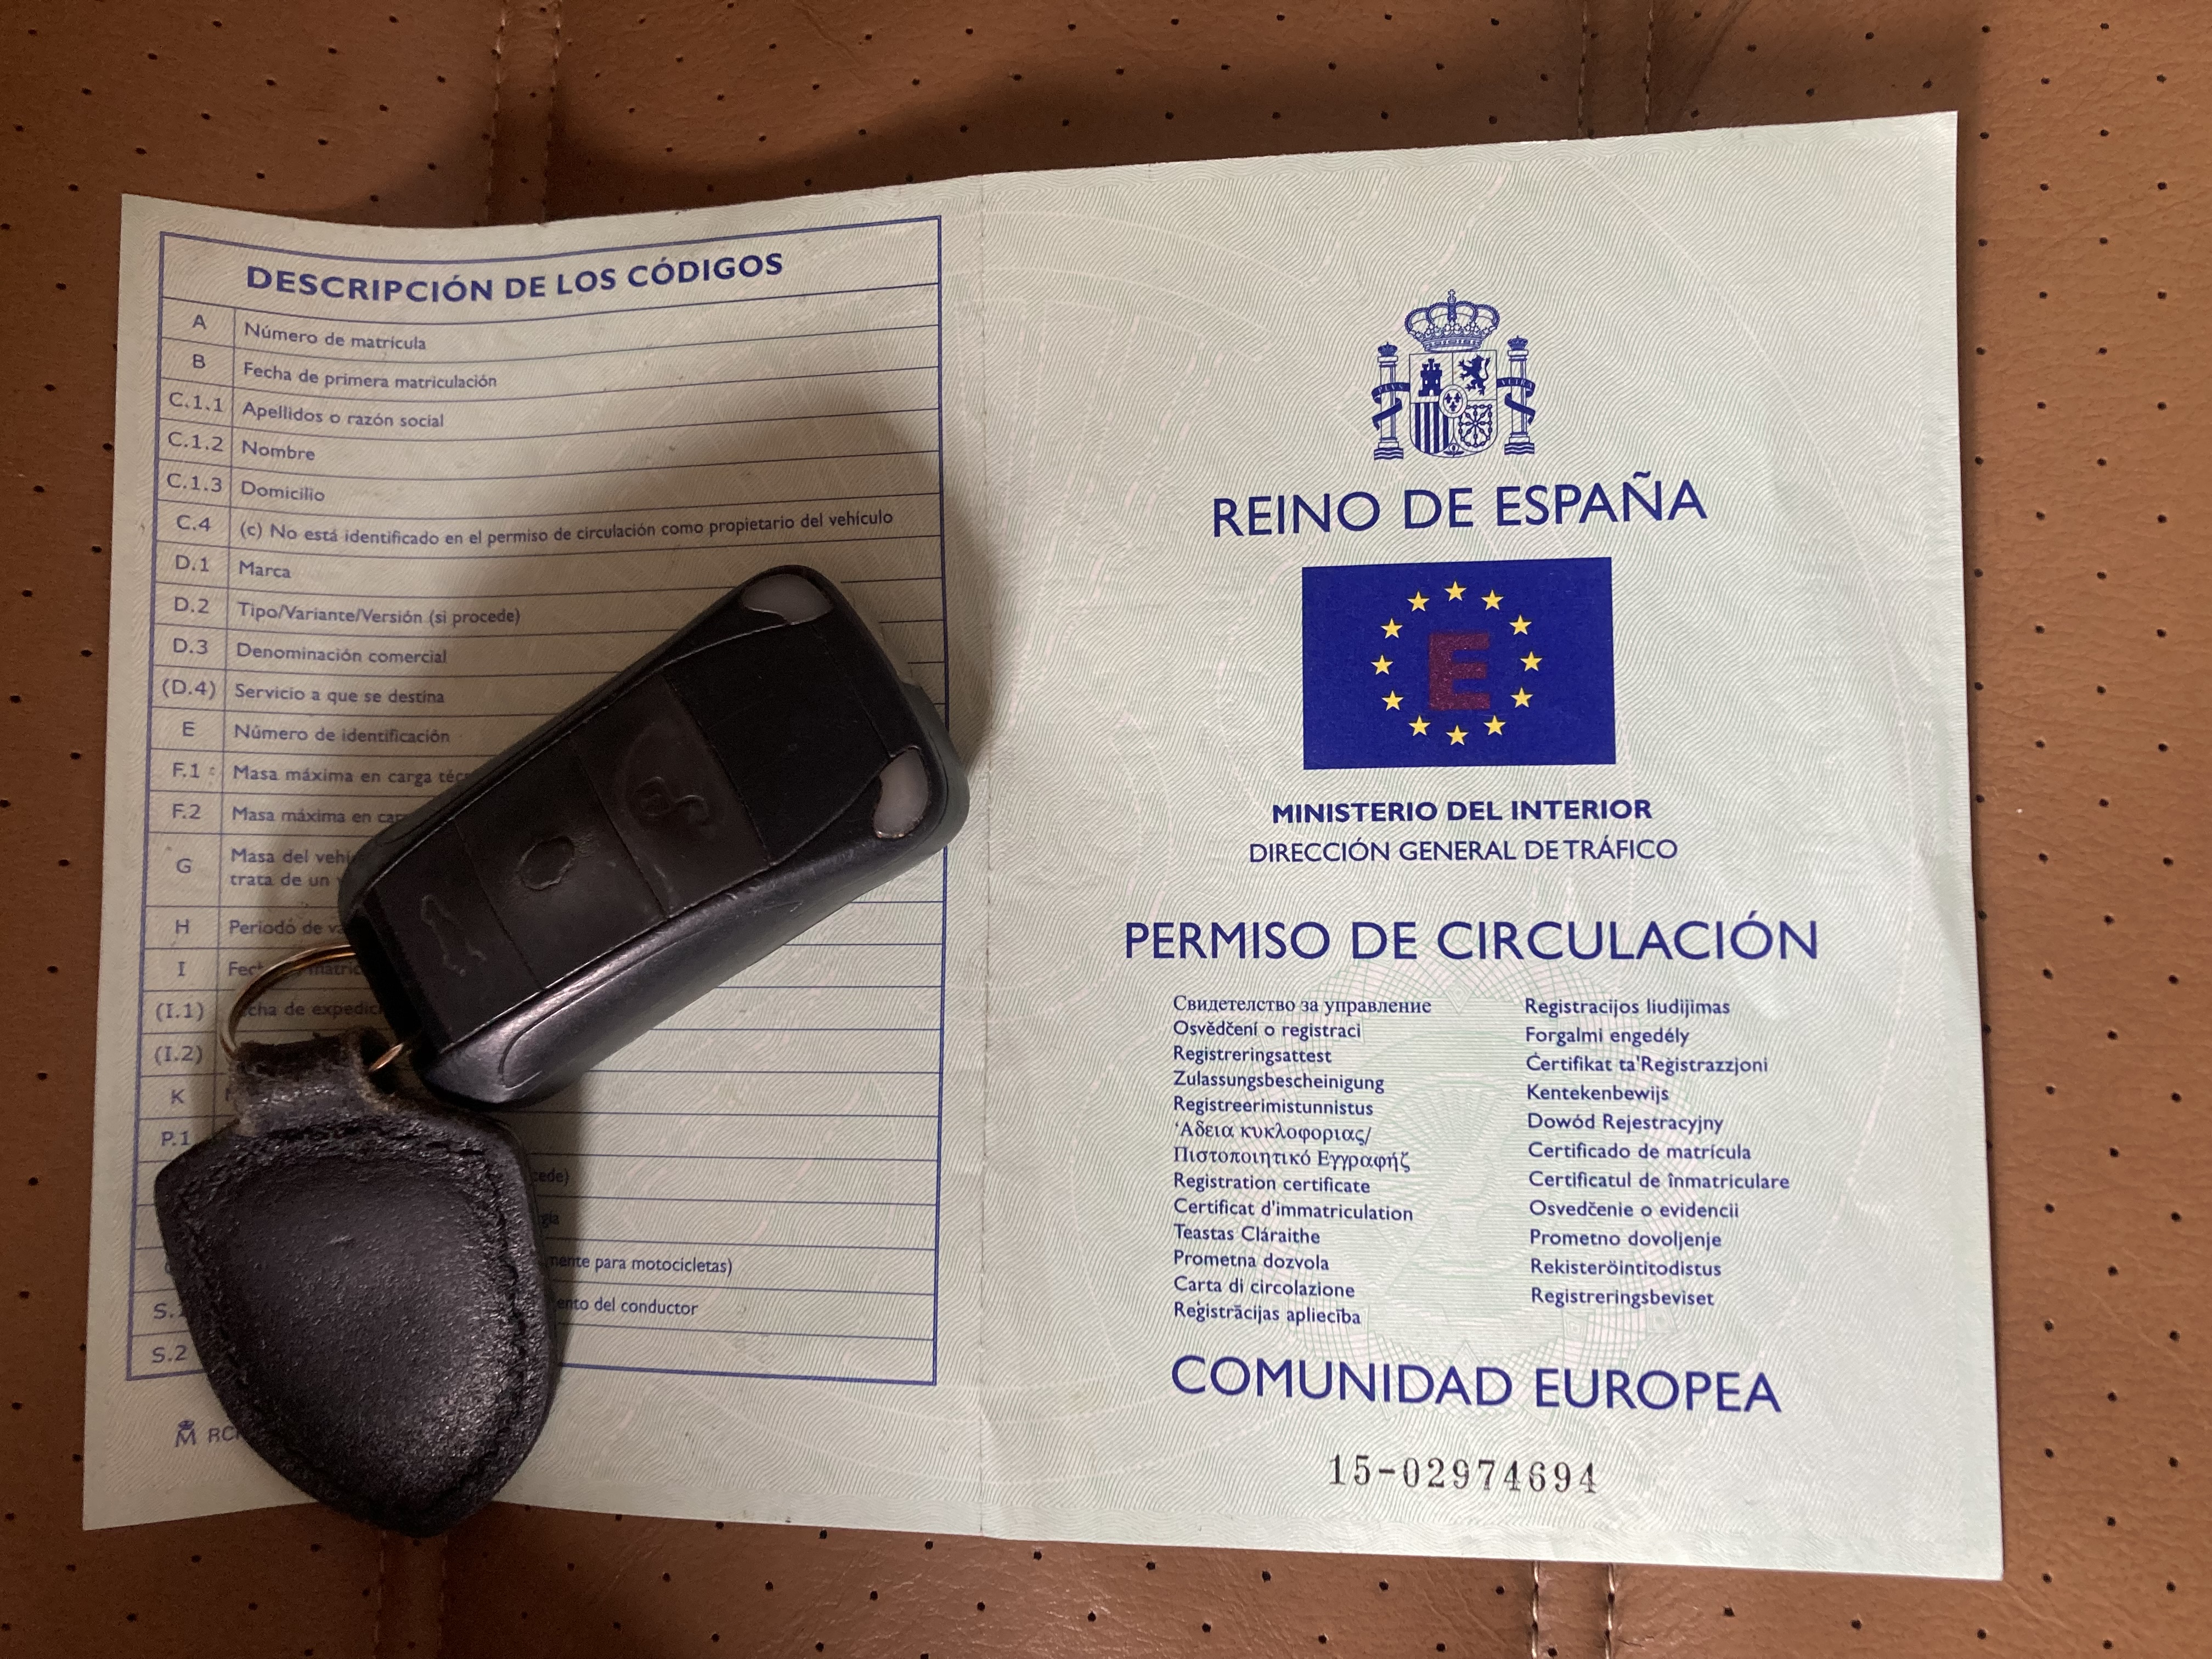 DESCRIPCIÓN DE LOS CÓDIGOS
A Número de matrícula
B Fecha de primera matriculación
C.1.1 Apellidos o razón social
C.1.2 Nombre
C.1.3 Domicilio
C.4 (c) No está identificado en el permiso de circulación como propietario del vehículo
D.1 Marca
D.2 Tipo/Variante/Versión (si procede)
D.3 Denominación comercial
(D.4) Servicio a que se destina
E Número de identificación
F.1 Masa máxima en carga
F.2 Masa máxima en
G Masa del
trata de un
H Periodo de
I
(I.1) de
(I.2)
K
P.1
para motocicletas)
del conductor
S.2
REINO DE ESPAÑA
E
MINISTERIO DEL INTERIOR
DIRECCIÓN GENERAL DE TRÁFICO
PERMISO DE CIRCULACIÓN
Свидетелство за управление
Osvědčení o registraci
Registreringsattest
Zulassungsbescheinigung
Registreerimistunnistus
'Αδεια κυκλοφοριας/
Πιστοποιητικό Εγγραφήζ
Registration certificate
Certificat d'immatriculation
Teastas Cláraithe
Prometna dozvola
Carta di circolazione
Reģistrācijas apliecība
Registracijos liudijimas
Forgalmi engedély
Ċertifikat ta'Reġistrazzjoni
Kentekenbewijs
Dowód Rejestracyjny
Certificado de matrícula
Certificatul de înmatriculare
Osvedčenie o evidencii
Prometno dovoljenje
Rekisteröintitodistus
Registreringsbeviset
COMUNIDAD EUROPEA
15-02974694